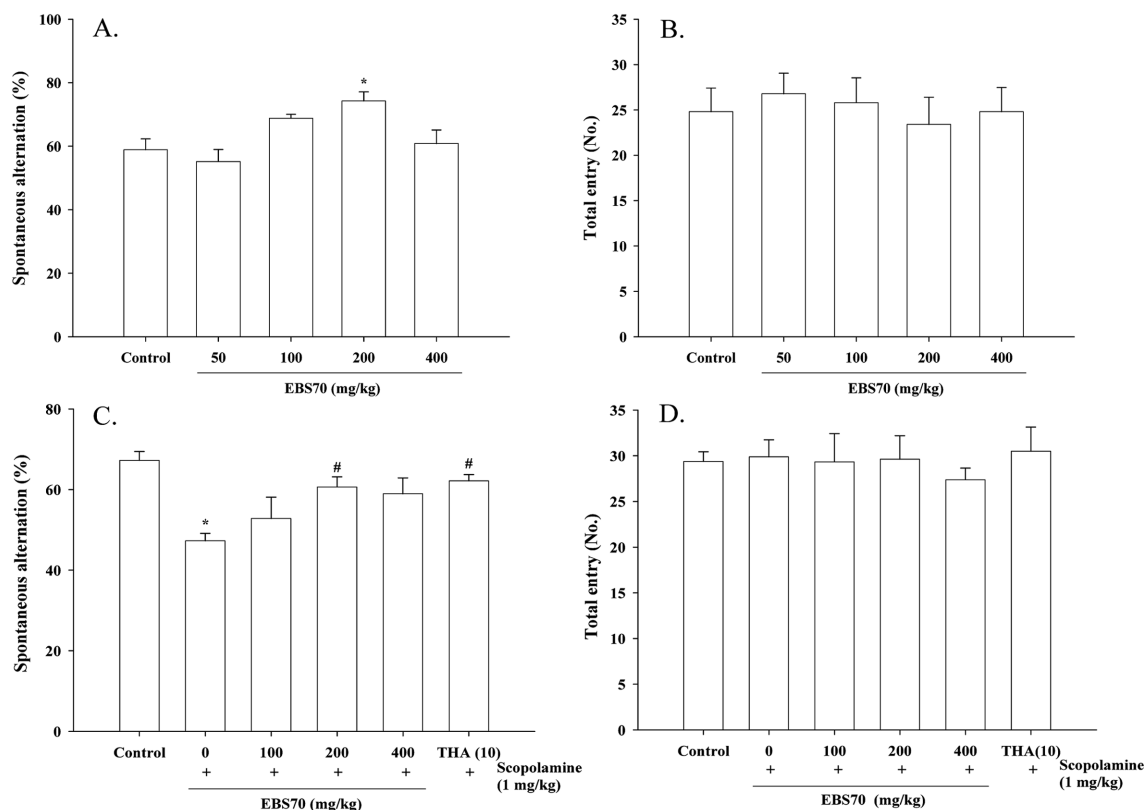 A.
Spontaneous alternation (%)
100
80
60
40
20
0
*
Control 50 100 200 400
EBS70 (mg/kg)
B.
Total entry (No.)
35
30
25
20
15
10
5
0
Control 50 100 200 400
EBS70 (mg/kg)
C.
Spontaneous alternation (%)
80
60
40
20
0
* # #
Control 0 100 200 400 THA (10)
+ + + + + Scopolamine
(1 mg/kg)
EBS70 (mg/kg)
D.
Total entry (No.)
35
30
25
20
15
10
5
0
Control 0 100 200 400 THA(10)
+ + + + + Scopolamine
(1 mg/kg)
EBS70 (mg/kg)